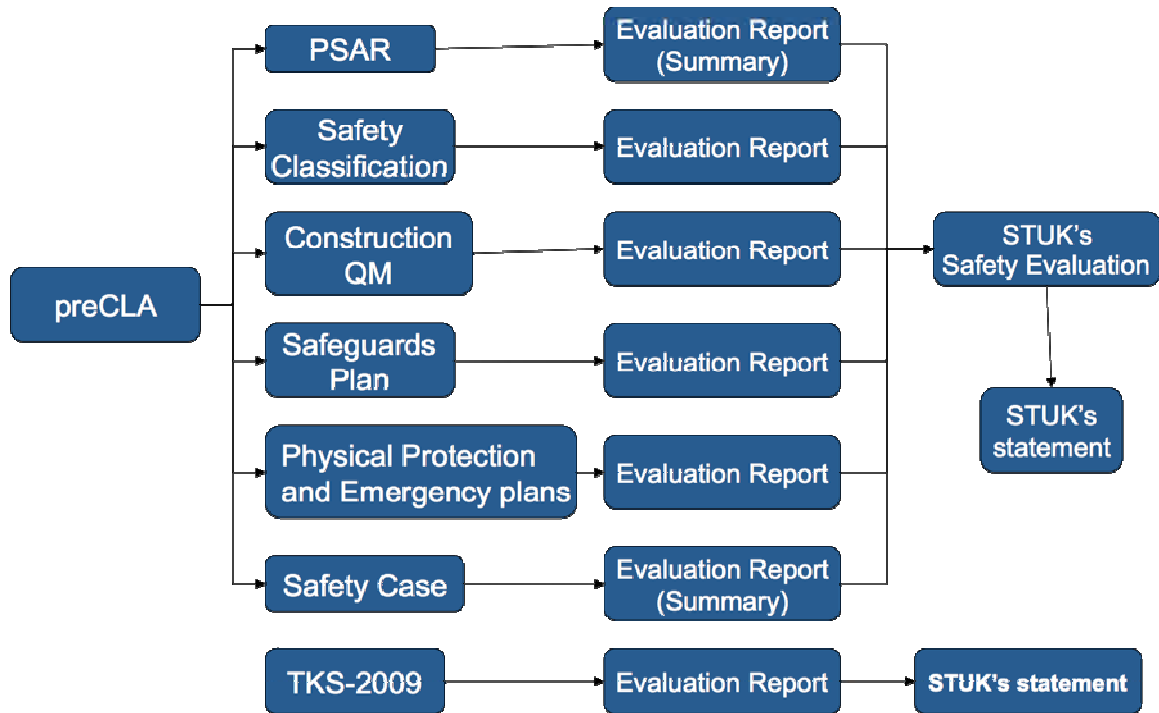 PSAR
Evaluation Report
(Summary)
Safety
Classification
Evaluation Report
Construction
QM
Evaluation Report
STUK's
Safety Evaluation
preCLA
Safeguards
Plan
Evaluation Report
STUK's
statement
Physical Protection
and Emergency plans
Evaluation Report
Safety Case
Evaluation Report
(Summary)
TKS-2009
Evaluation Report
STUK's statement